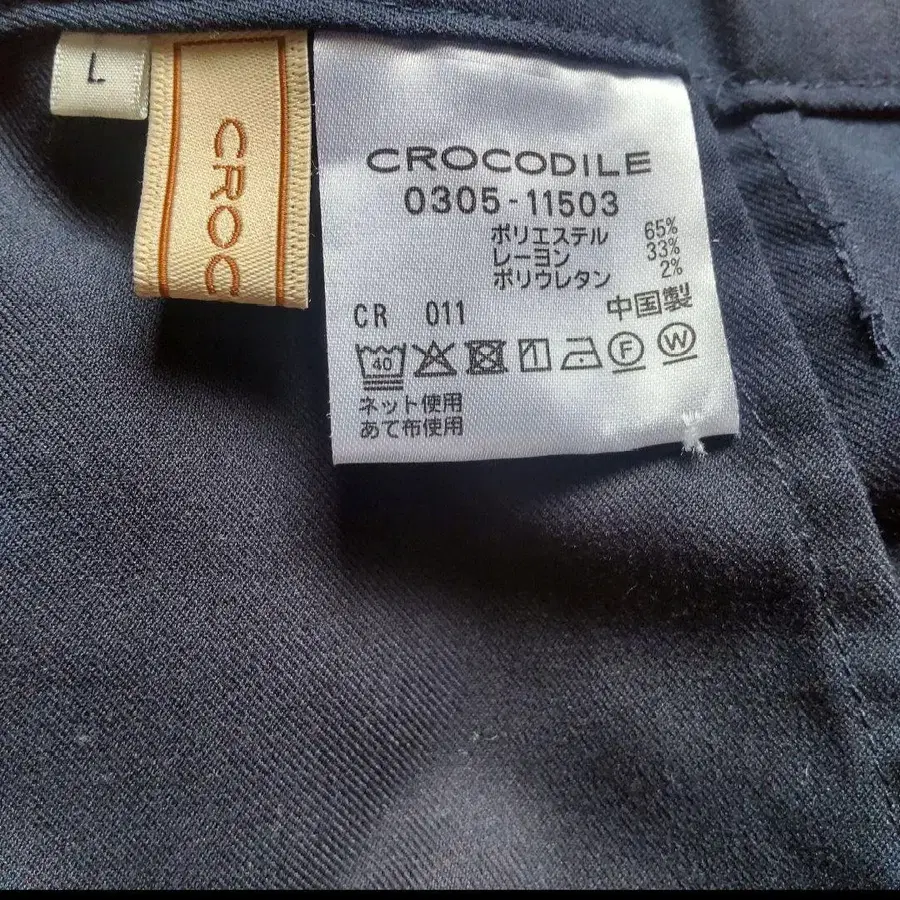 L
CROC
CROCODILE
0305-11503
ポリエステル 65%
レーヨン 33%
ポリウレタン 2%
中国製
CR 011
40 F W
ネット使用
あて布使用